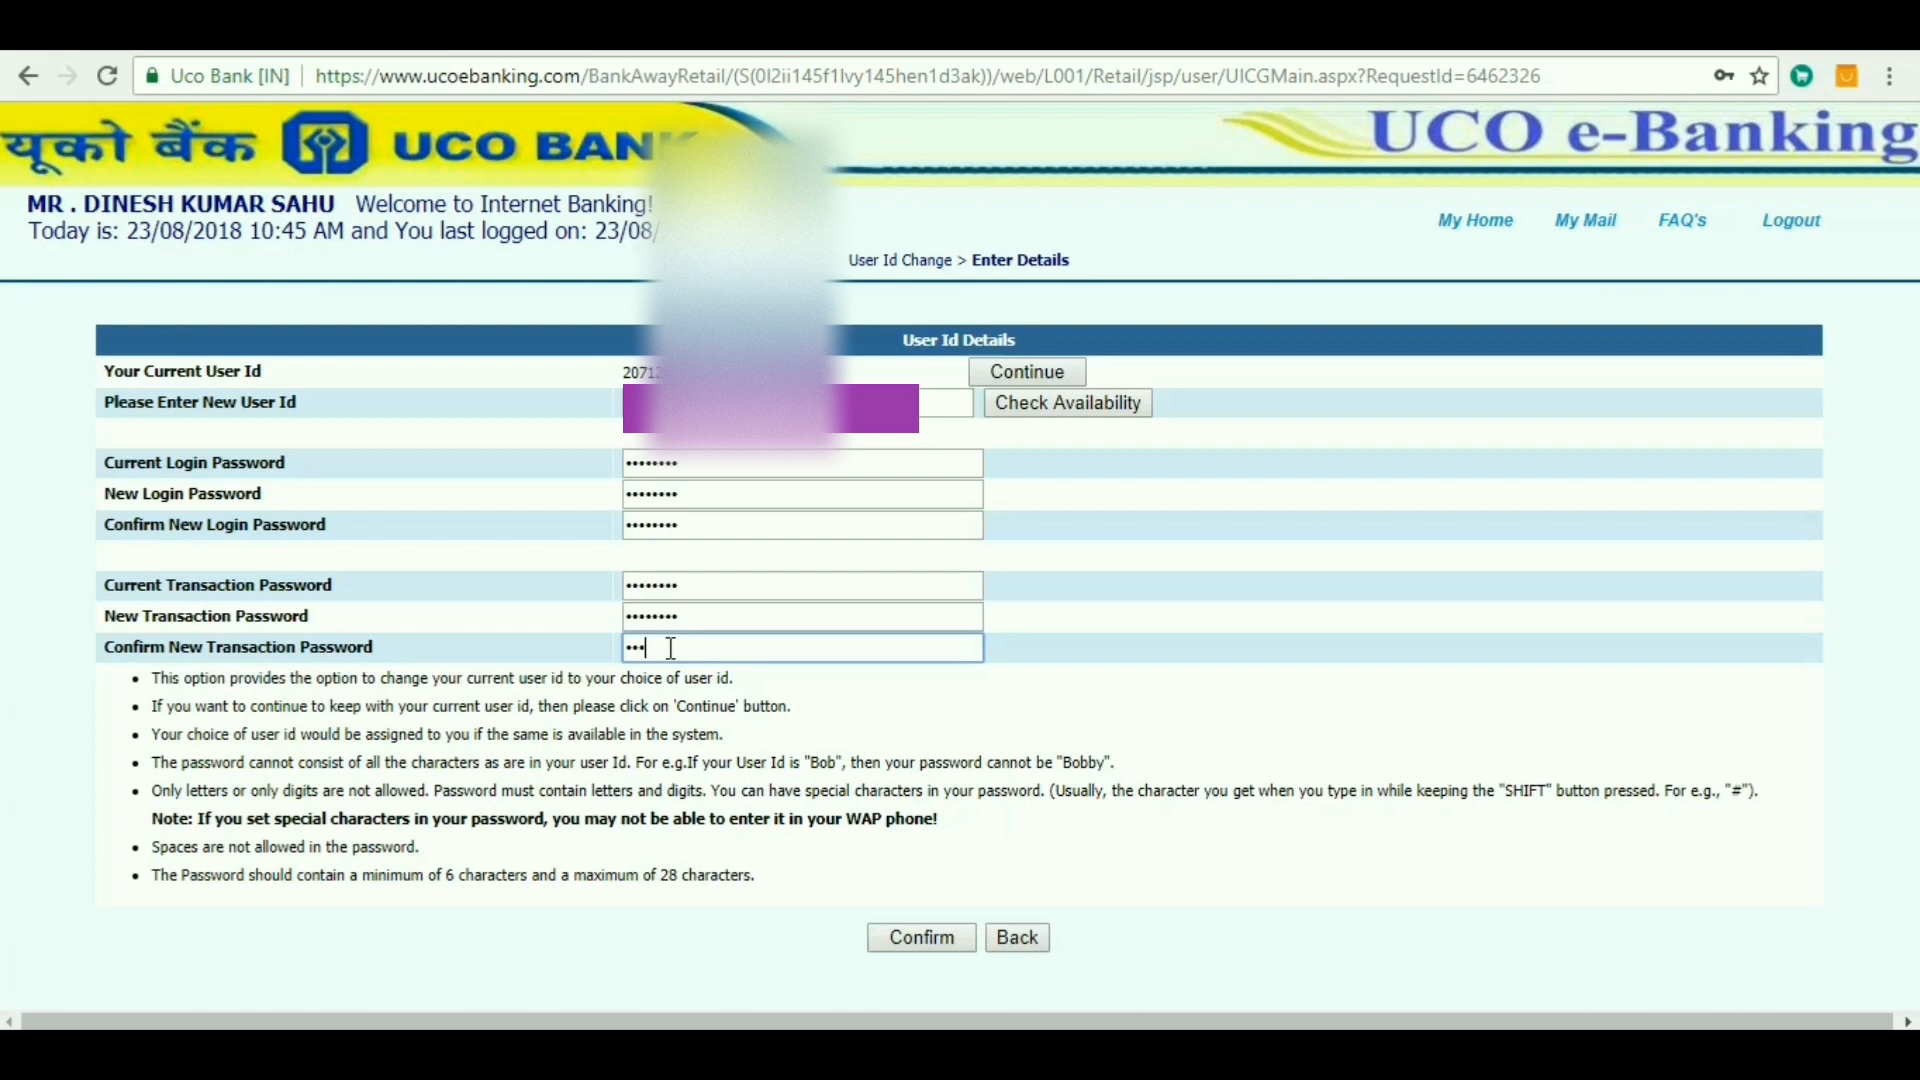 Uco Bank [IN] https://www.ucoebanking.com/BankAwayRetail/(S(0l2ii145f1lvy145hen1d3ak))/web/L001/Retail/jsp/user/UICGMain.aspx?RequestId=6462326
यूको बैंक UCO BANK UCO e-Banking
MR . DINESH KUMAR SAHU Welcome to Internet Banking!
Today is: 23/08/2018 10:45 AM and You last logged on: 23/08/
My Home My Mail FAQ's Logout
User Id Change > Enter Details
User Id Details
Your Current User Id 2071 Continue
Please Enter New User Id Check Availability
Current Login Password ••••••••
New Login Password ••••••••
Confirm New Login Password ••••••••
Current Transaction Password ••••••••
New Transaction Password ••••••••
Confirm New Transaction Password •••
• This option provides the option to change your current user id to your choice of user id.
• If you want to continue to keep with your current user id, then please click on 'Continue' button.
• Your choice of user id would be assigned to you if the same is available in the system.
• The password cannot consist of all the characters as are in your user Id. For e.g.If your User Id is "Bob", then your password cannot be "Bobby".
• Only letters or only digits are not allowed. Password must contain letters and digits. You can have special characters in your password. (Usually, the character you get when you type in while keeping the "SHIFT" button pressed. For e.g., "#").
Note: If you set special characters in your password, you may not be able to enter it in your WAP phone!
• Spaces are not allowed in the password.
• The Password should contain a minimum of 6 characters and a maximum of 28 characters.
Confirm Back